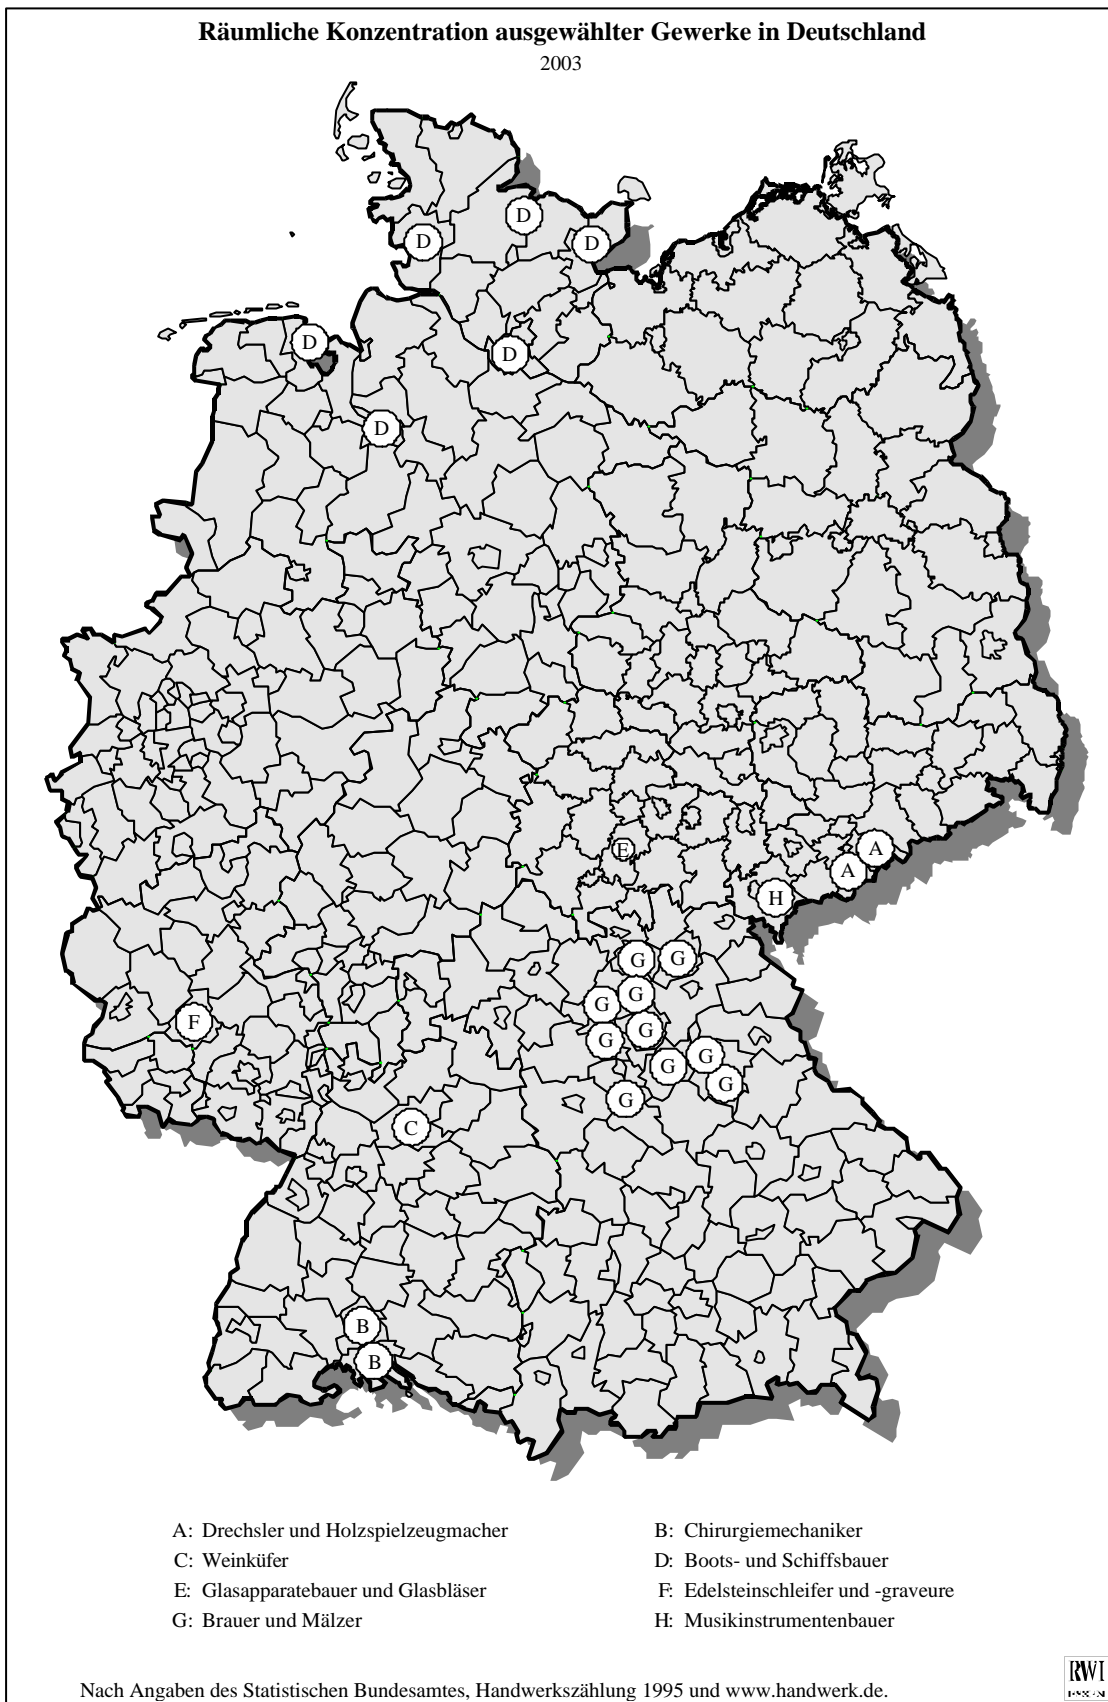 Räumliche Konzentration ausgewählter Gewerke in Deutschland
2003
D
D
D
D
D
D
E
A
A
H
G
G
G
G
G
G
F
G
G
G
G
C
B
B
A: Drechsler und Holzspielzeugmacher
B: Chirurgiemechaniker
C: Weinküfer
D: Boots- und Schiffsbauer
E: Glasapparatebauer und Glasbläser
F: Edelsteinschleifer und -graveure
G: Brauer und Mälzer
H: Musikinstrumentenbauer
RWI
Nach Angaben des Statistischen Bundesamtes, Handwerkszählung 1995 und www.handwerk.de.